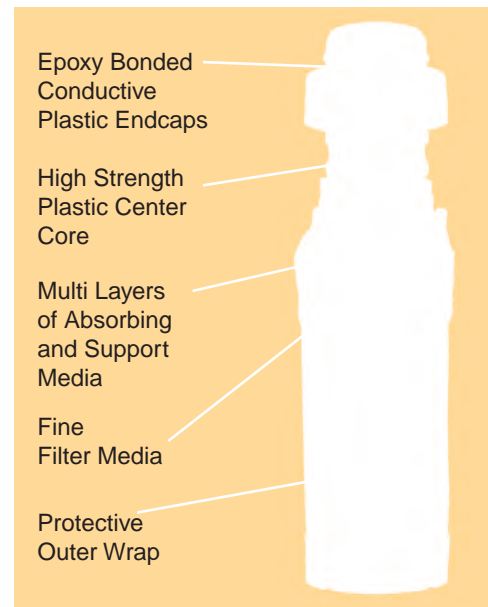 Epoxy Bonded
Conductive
Plastic Endcaps
High Strength
Plastic Center
Core
Multi Layers
of Absorbing
and Support
Media
Fine
Filter Media
Protective
Outer Wrap